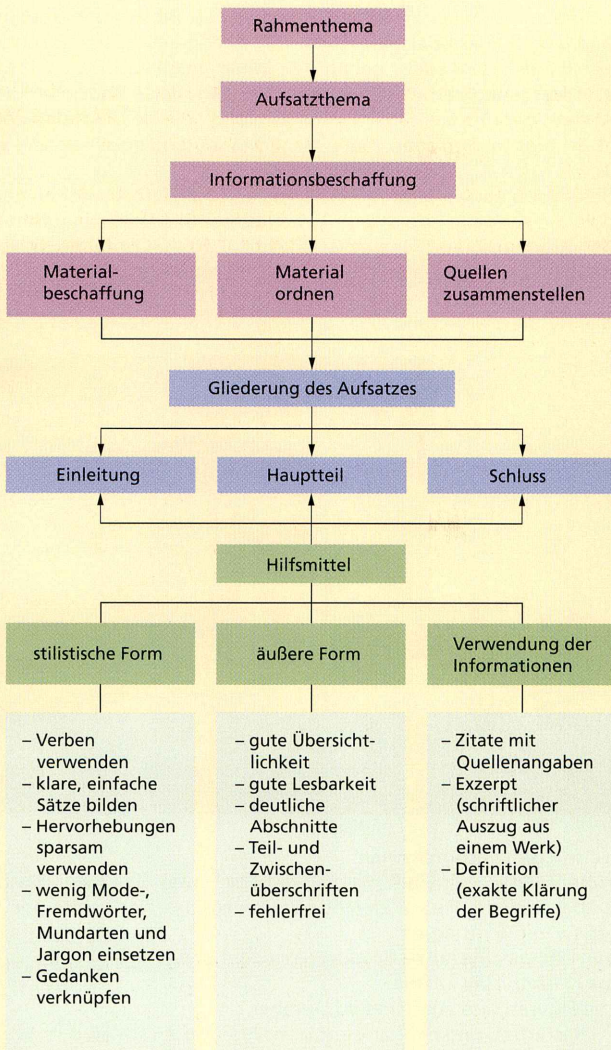 Rahmenthema
Aufsatzthema
Informationsbeschaffung
Material-
beschaffung
Material
ordnen
Quellen
zusammenstellen
Gliederung des Aufsatzes
Einleitung
Hauptteil
Schluss
Hilfsmittel
stilistische Form
äußere Form
Verwendung der
Informationen
– Verben
verwenden
– klare, einfache
Sätze bilden
– Hervorhebungen
sparsam
verwenden
– wenig Mode-,
Fremdwörter,
Mundarten und
Jargon einsetzen
– Gedanken
verknüpfen
– gute Übersicht-
lichkeit
– gute Lesbarkeit
– deutliche
Abschnitte
– Teil- und
Zwischen-
überschriften
– fehlerfrei
– Zitate mit
Quellenangaben
– Exzerpt
(schriftlicher
Auszug aus
einem Werk)
– Definition
(exakte Klärung
der Begriffe)